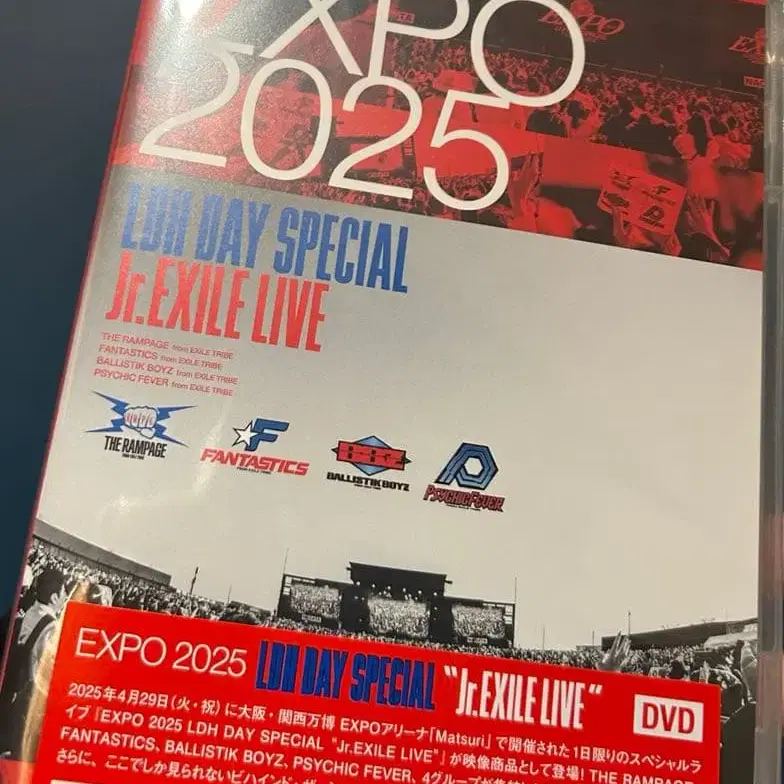 EXPO
2025
LDH DAY SPECIAL
Jr.EXILE LIVE
THE RAMPAGE from EXILE TRIBE
FANTASTICS from EXILE TRIBE
BALLISTIK BOYZ from EXILE TRIBE
PSYCHIC FEVER from EXILE TRIBE
THE RAMPAGE
FANTASTICS
BBZ
BALLISTIK BOYZ
PSYCHIC FEVER
EXPO 2025 LDH DAY SPECIAL "Jr.EXILE LIVE"
DVD
2025年4月29日(火・祝)に大阪・関西万博 EXPOアリーナ「Matsuri」で開催された1日限りのスペシャルラ
イブ『EXPO 2025 LDH DAY SPECIAL "Jr.EXILE LIVE"』が映像商品として登場! THE RAMPAG
FANTASTICS, BALLISTIK BOYZ, PSYCHIC FEVER、4グループが集結
さらに、ここでしか見られないビハインド・